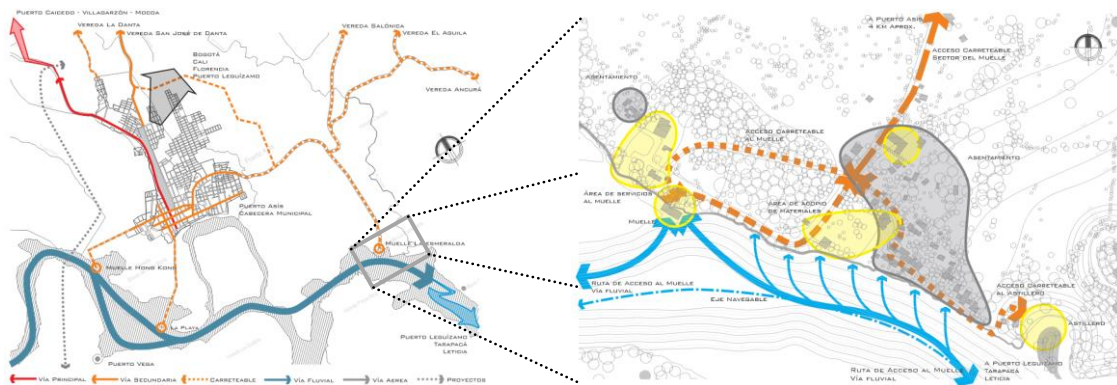 PUERTO CAICEDO - VILLAGARZÓN - MOCOA
VEREDA LA DANTA
VEREDA SAN JOSÉ DE DANTA
VEREDA SALÓNICA
VEREDA EL AGUILA
BOGOTÁ
CALI
FLORENCIA
PUERTO LEGUÍZAMO
VEREDA ANCURÁ
PUERTO ASÍS
CABECERA MUNICIPAL
MUELLE LA ESMERALDA
MUELLE HONG KONG
LA PLAYA
PUERTO VEGA
PUERTO LEGUÍZAMO
TARAPACÁ
LETICIA
VÍA PRINCIPAL
VÍA SECUNDARIA
CARRETEABLE
VÍA FLUVIAL
VÍA AEREA
PROYECTOS
A PUERTO ASÍS
4 KM APROX.
ACCESO CARRETEABLE
SECTOR DEL MUELLE
ASENTAMIENTO
ACCESO CARRETEABLE
AL MUELLE
ASENTAMIENTO
ÁREA DE SERVICIOS
AL MUELLE
ÁREA DE ACOPIO
DE MATERIALES
MUELLE
RUTA DE ACCESO AL MUELLE
VÍA FLUVIAL
EJE NAVEGABLE
ACCESO CARRETEABLE
AL ASTILLERO
ASTILLERO
RUTA DE ACCESO AL MUELLE
VÍA FLUVIAL
A PUERTO LEGUÍZAMO
TARAPACÁ
LETICIA